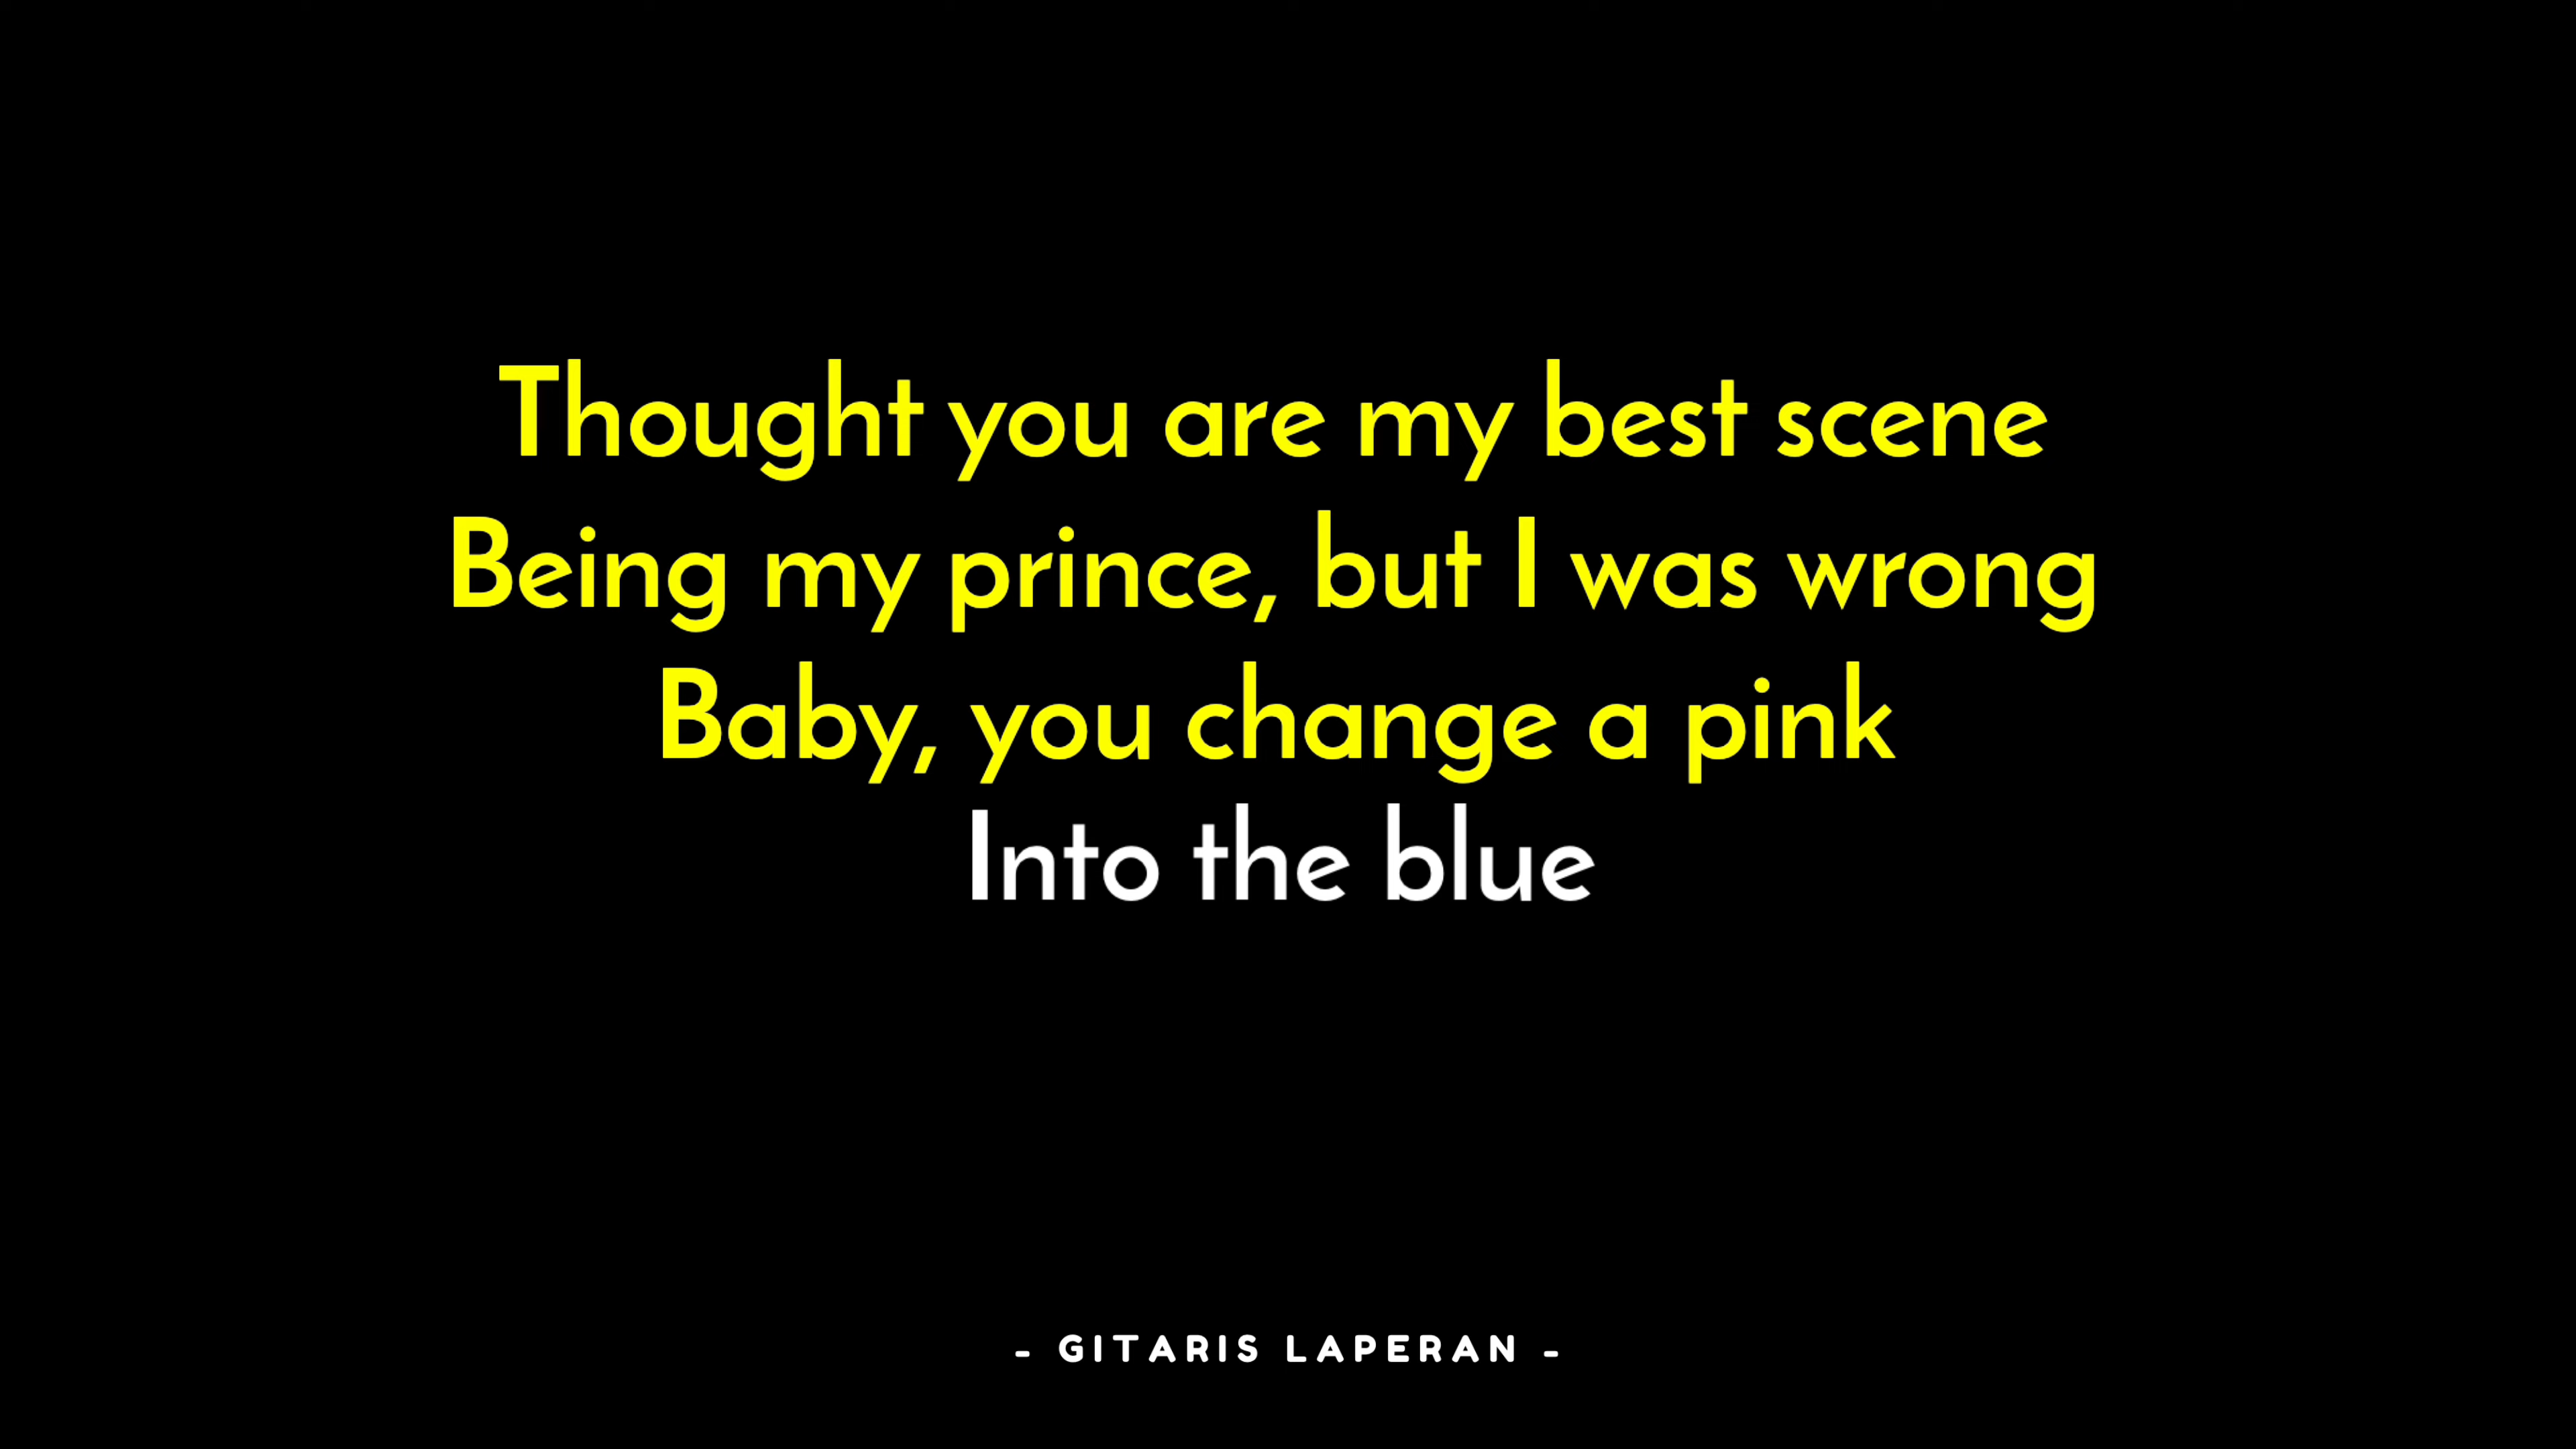 Thought you are my best scene
Being my prince, but I was wrong
Baby, you change a pink
Into the blue
- GITARIS LAPERAN -